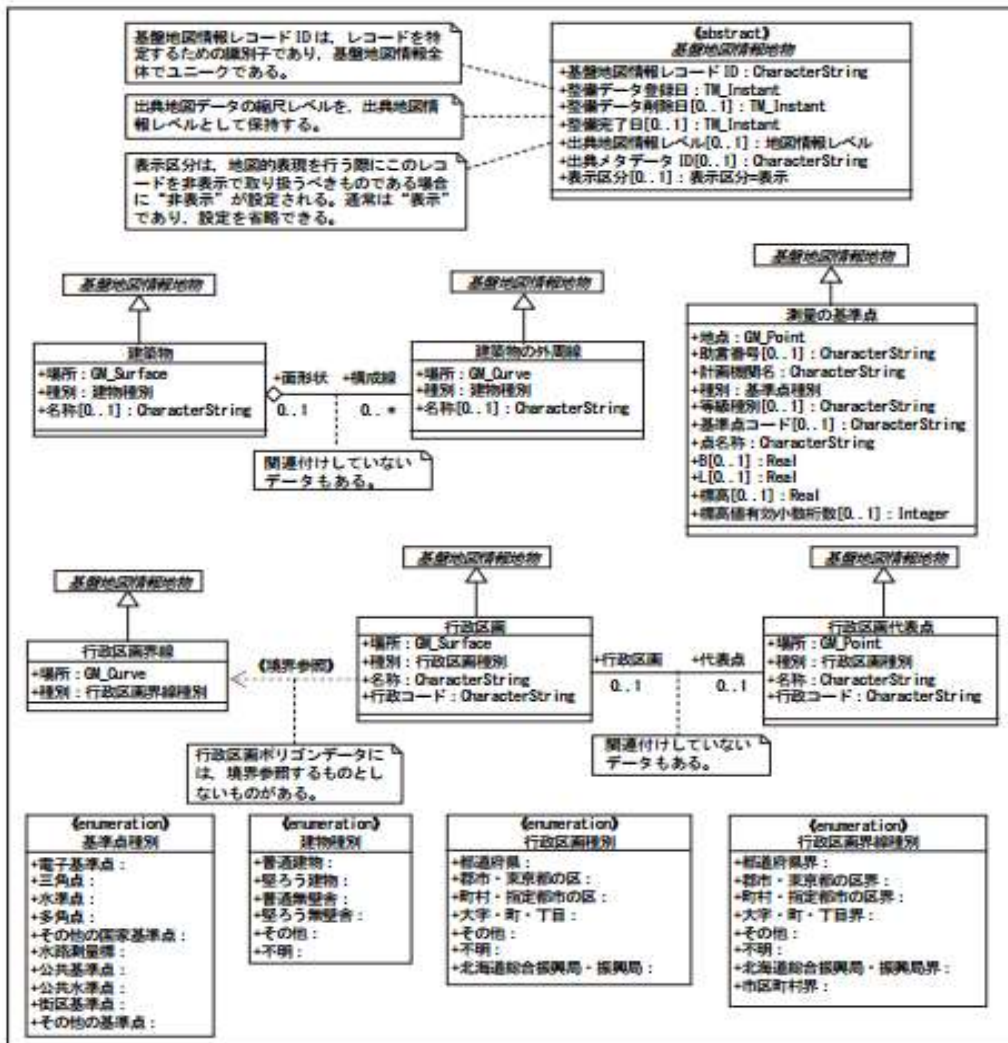 基盤地図情報レコード IDは，レコードを特
定するための識別子であり，基盤地図情報全
体でユニークである。
出典地図データの縮尺レベルを，出典地図情
報レベルとして保持する。
表示区分は，地図的表現を行う際にこのレコ
ードを非表示で取り扱うべきものである場合
に“非表示”が設定される。通常は“表示”
であり，設定を省略できる。
《abstract》
基盤地図情報地物
+基盤地図情報レコード ID：CharacterString
+整備データ登録日：TM_Instant
+整備データ削除日[0..1]：TM_Instant
+整備完了日[0..1]：TM_Instant
+出典地図情報レベル[0..1]：地図情報レベル
+出典メタデータ ID[0..1]：CharacterString
+表示区分[0..1]：表示区分=表示
基盤地図情報地物
建築物
+場所：GM_Surface
+種別：建物種別
+名称[0..1]：CharacterString
+面形状
0..1
+構成線
0..*
関連付けしていない
データもある。
基盤地図情報地物
建築物の外周線
+場所：GM_Curve
+種別：建物種別
+名称[0..1]：CharacterString
基盤地図情報地物
測量の基準点
+地点：GM_Point
+助言番号[0..1]：CharacterString
+計画機関名：CharacterString
+種別：基準点種別
+等級種別[0..1]：CharacterString
+基準点コード[0..1]：CharacterString
+点名称：CharacterString
+B[0..1]：Real
+L[0..1]：Real
+標高[0..1]：Real
+標高値有効小数桁数[0..1]：Integer
基盤地図情報地物
行政区画界線
+場所：GM_Curve
+種別：行政区画界線種別
《境界参照》
行政区画ポリゴンデータに
は，境界参照するものとし
ないものがある。
基盤地図情報地物
行政区画
+場所：GM_Surface
+種別：行政区画種別
+名称：CharacterString
+行政コード：CharacterString
+行政区画
0..1
+代表点
0..1
関連付けしていない
データもある。
基盤地図情報地物
行政区画代表点
+場所：GM_Point
+種別：行政区画種別
+名称：CharacterString
+行政コード：CharacterString
《enumeration》
基準点種別
+電子基準点：
+三角点：
+水準点：
+多角点：
+その他の国家基準点：
+水路測量標：
+公共基準点：
+公共水準点：
+街区基準点：
+その他の基準点：
《enumeration》
建物種別
+普通建物：
+堅ろう建物：
+普通無壁舎：
+堅ろう無壁舎：
+その他：
+不明：
《enumeration》
行政区画種別
+都道府県：
+郡市・東京都の区：
+町村・指定都市の区：
+大字・町・丁目：
+その他：
+不明：
+北海道総合振興局・振興局：
《enumeration》
行政区画界線種別
+都道府県界：
+郡市・東京都の区界：
+町村・指定都市の区界：
+大字・町・丁目界：
+その他：
+不明：
+北海道総合振興局・振興局界：
+市区町村界：